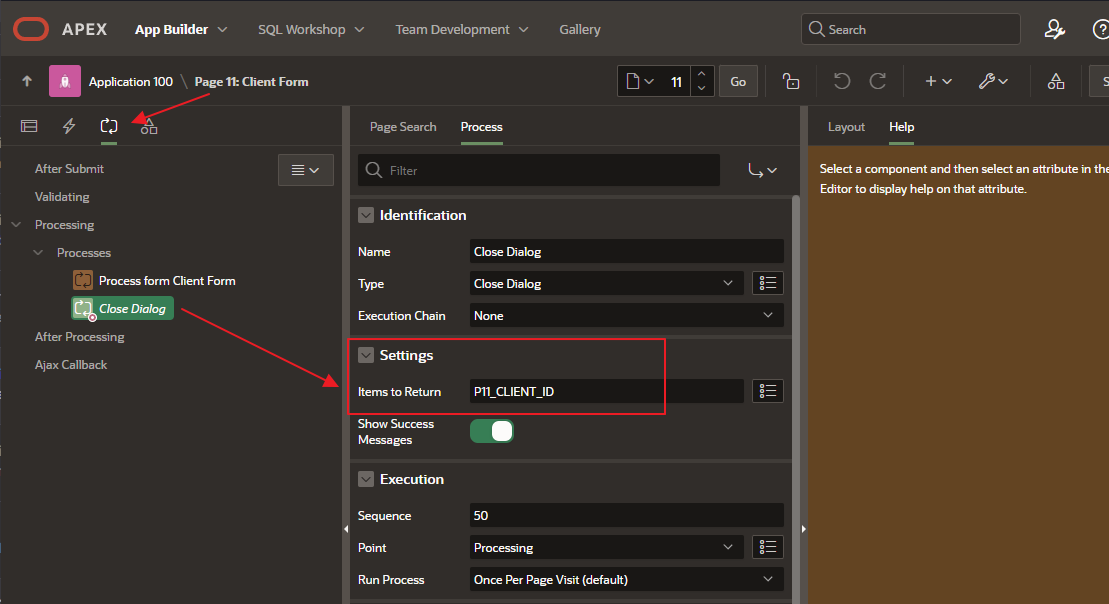 APEX App Builder SQL Workshop Team Development Gallery Search
Application 100 \ Page 11: Client Form 11 Go
Page Search Process
Layout Help
After Submit
Validating
Processing
Processes
Process form Client Form
Close Dialog
After Processing
Ajax Callback
Filter
Identification
Name Close Dialog
Type Close Dialog
Execution Chain None
Settings
Items to Return P11_CLIENT_ID
Show Success
Messages
Execution
Sequence 50
Point Processing
Run Process Once Per Page Visit (default)
Select a component and then select an attribute in the
Editor to display help on that attribute.